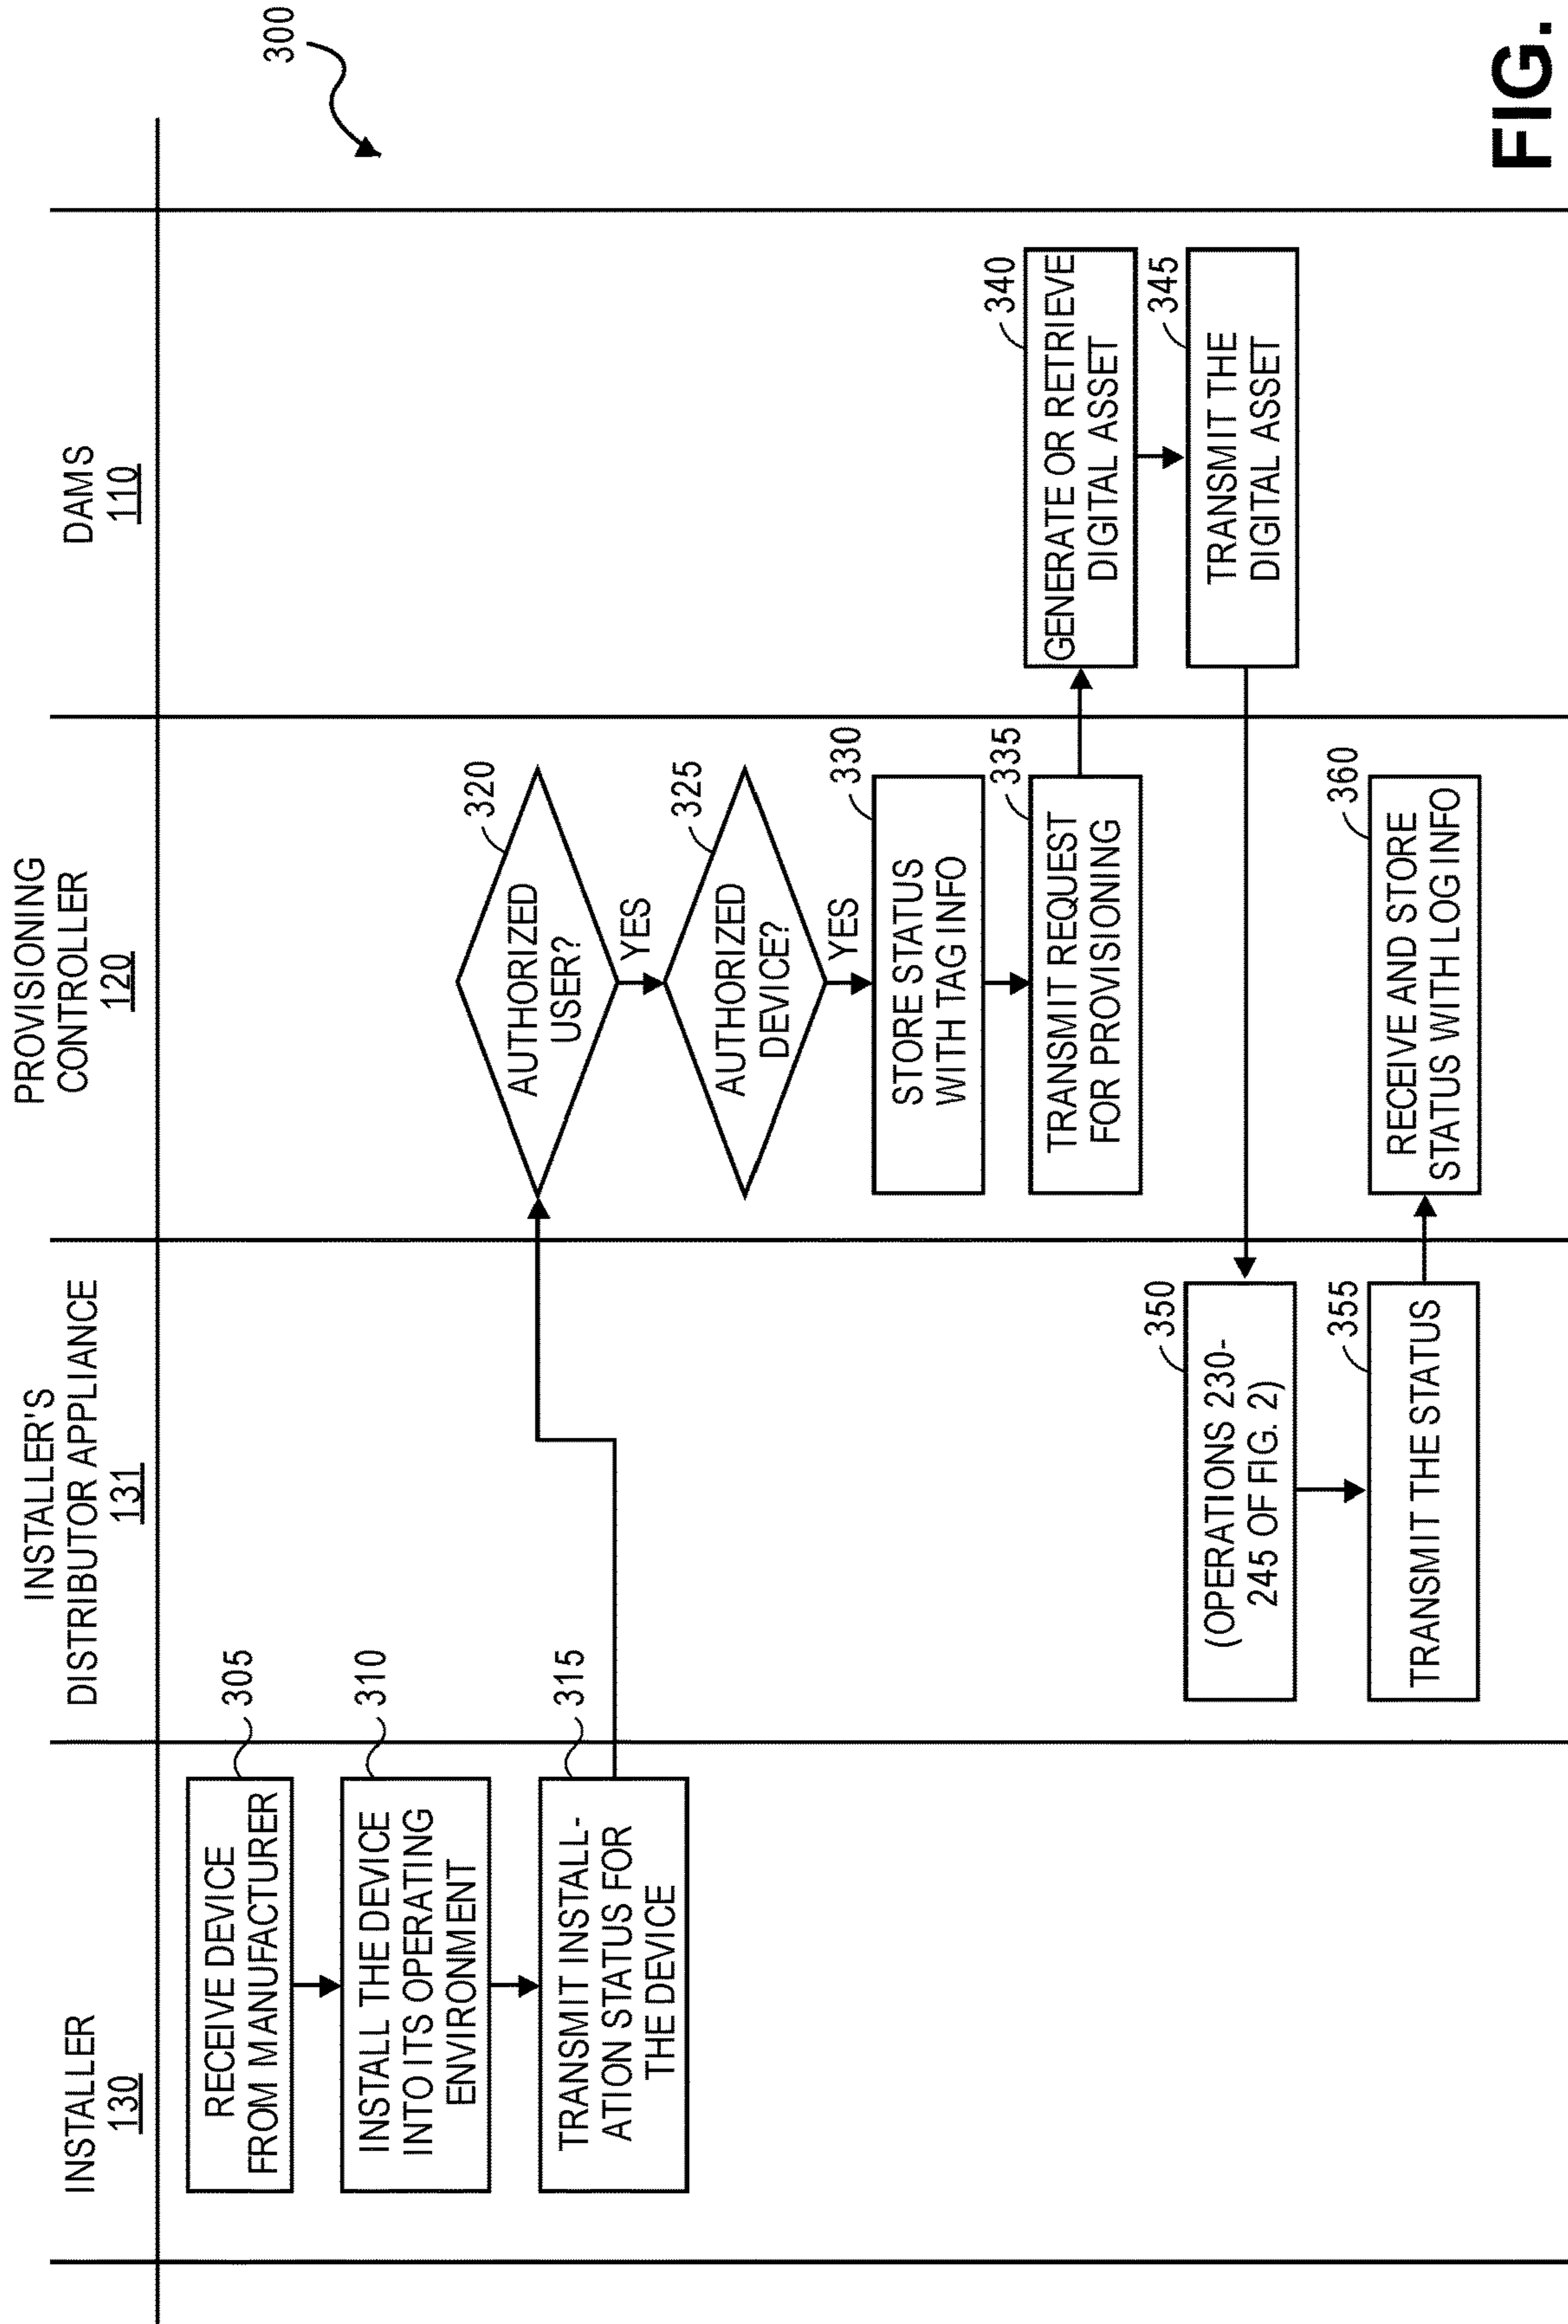 300
INSTALLER
130
INSTALLER'S
DISTRIBUTOR APPLIANCE
131
PROVISIONING
CONTROLLER
120
DAMS
110
305
RECEIVE DEVICE
FROM MANUFACTURER
310
INSTALL THE DEVICE
INTO ITS OPERATING
ENVIRONMENT
315
TRANSMIT INSTALL-
ATION STATUS FOR
THE DEVICE
320
AUTHORIZED
USER?
YES
325
AUTHORIZED
DEVICE?
YES
330
STORE STATUS
WITH TAG INFO
335
TRANSMIT REQUEST
FOR PROVISIONING
340
GENERATE OR RETRIEVE
DIGITAL ASSET
345
TRANSMIT THE
DIGITAL ASSET
350
(OPERATIONS 230-
245 OF FIG. 2)
355
TRANSMIT THE STATUS
360
RECEIVE AND STORE
STATUS WITH LOG INFO
FIG.